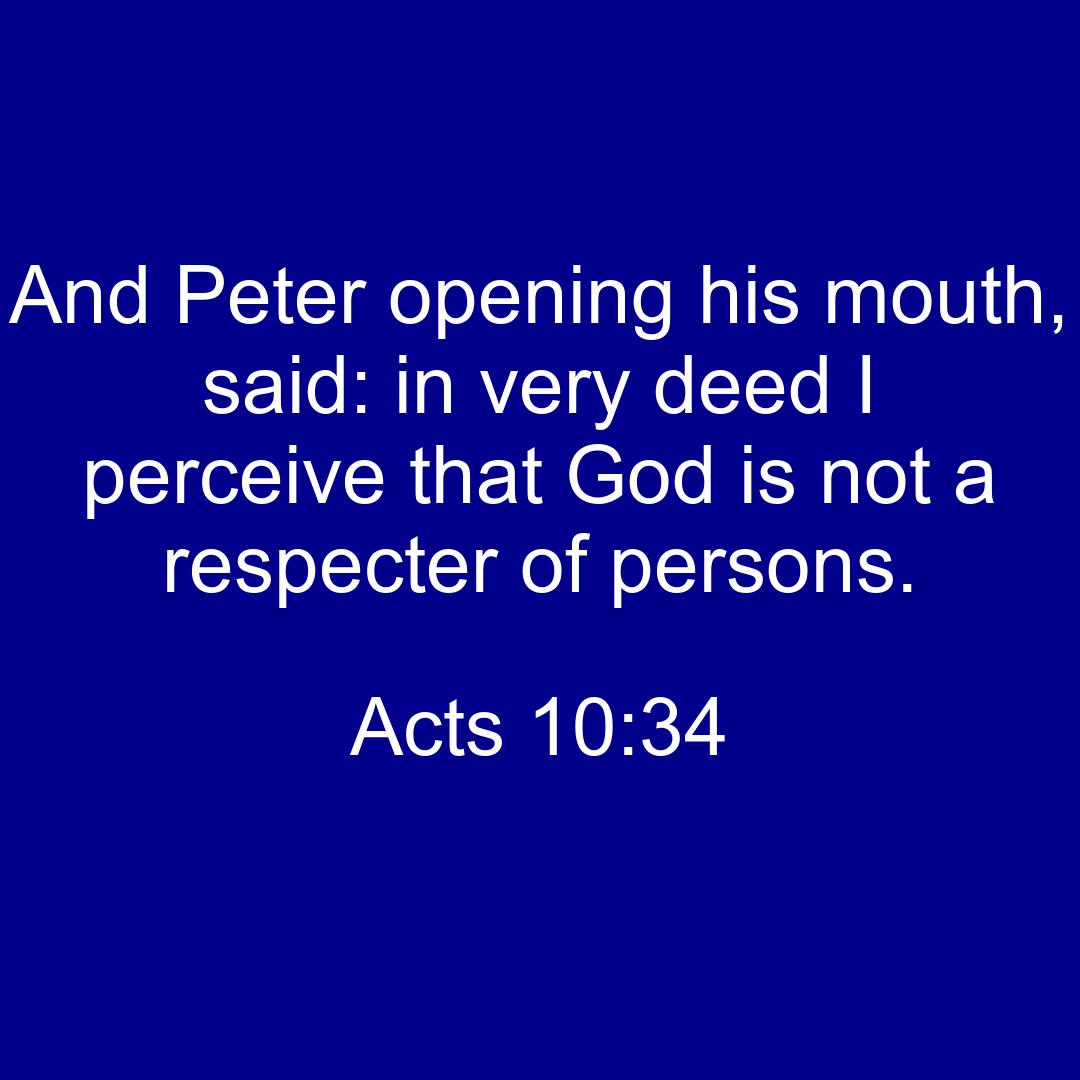 And Peter opening his mouth,
said: in very deed I
perceive that God is not a
respecter of persons.
Acts 10:34